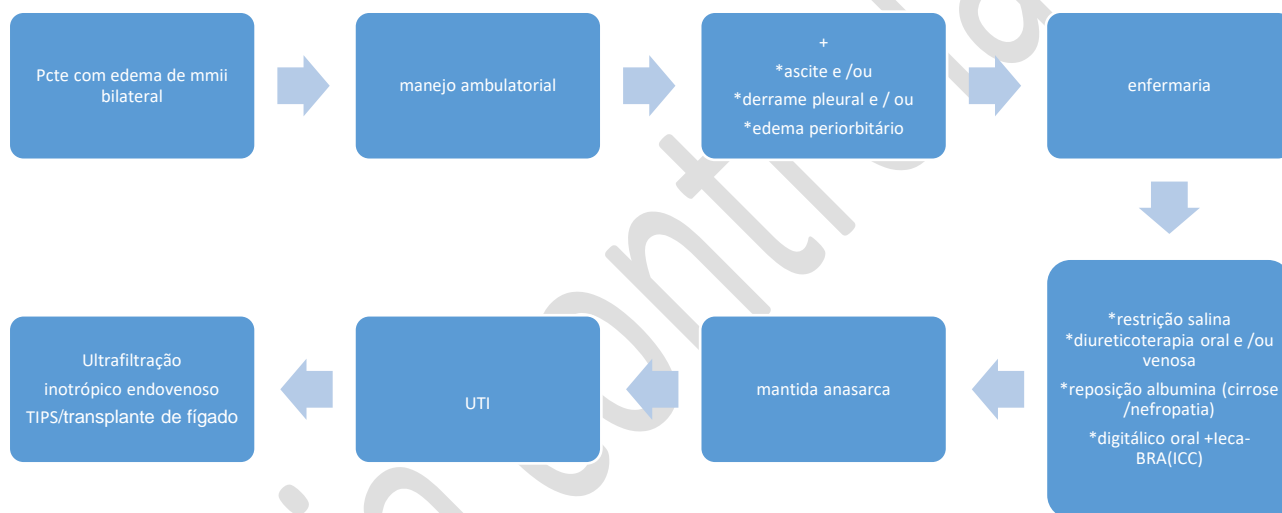 Pcte com edema de mmii
bilateral
manejo ambulatorial
+
*ascite e /ou
*derrame pleural e / ou
*edema periorbitário
enfermaria
*restrição salina
*diureticoterapia oral e /ou
venosa
*reposição albumina (cirrose
/nefropatia)
*digitálico oral +Ieca-
BRA(ICC)
mantida anasarca
UTI
Ultrafiltração
inotrópico endovenoso
TIPS/transplante de fígado